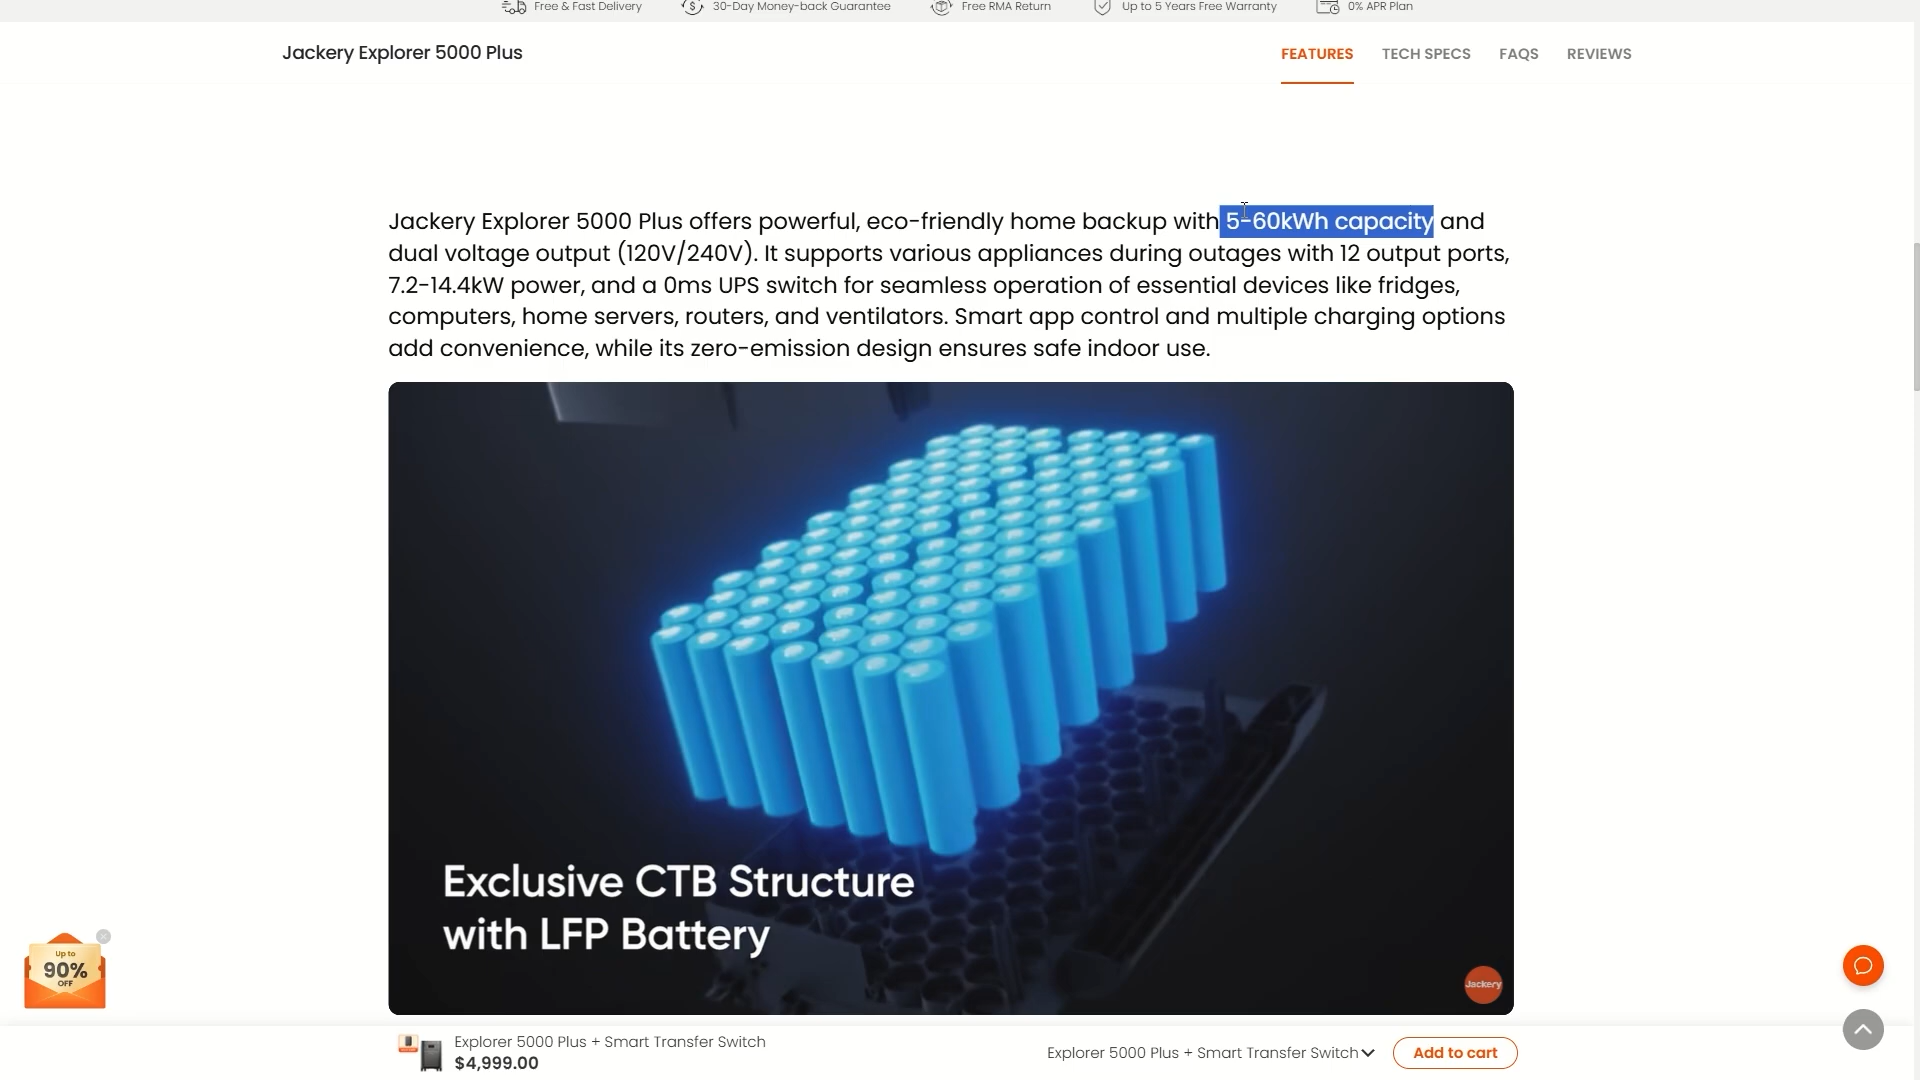 Free & Fast Delivery
30-Day Money-back Guarantee
Free RMA Return
Up to 5 Years Free Warranty
0% APR Plan
Jackery Explorer 5000 Plus
FEATURES
TECH SPECS
FAQS
REVIEWS
Jackery Explorer 5000 Plus offers powerful, eco-friendly home backup with 5-60kWh capacity and
dual voltage output (120V/240V). It supports various appliances during outages with 12 output ports,
7.2-14.4kW power, and a 0ms UPS switch for seamless operation of essential devices like fridges,
computers, home servers, routers, and ventilators. Smart app control and multiple charging options
add convenience, while its zero-emission design ensures safe indoor use.
Exclusive CTB Structure
with LFP Battery
Jackery
Up to
90%
OFF
Explorer 5000 Plus + Smart Transfer Switch
$4,999.00
Explorer 5000 Plus + Smart Transfer Switch
Add to cart